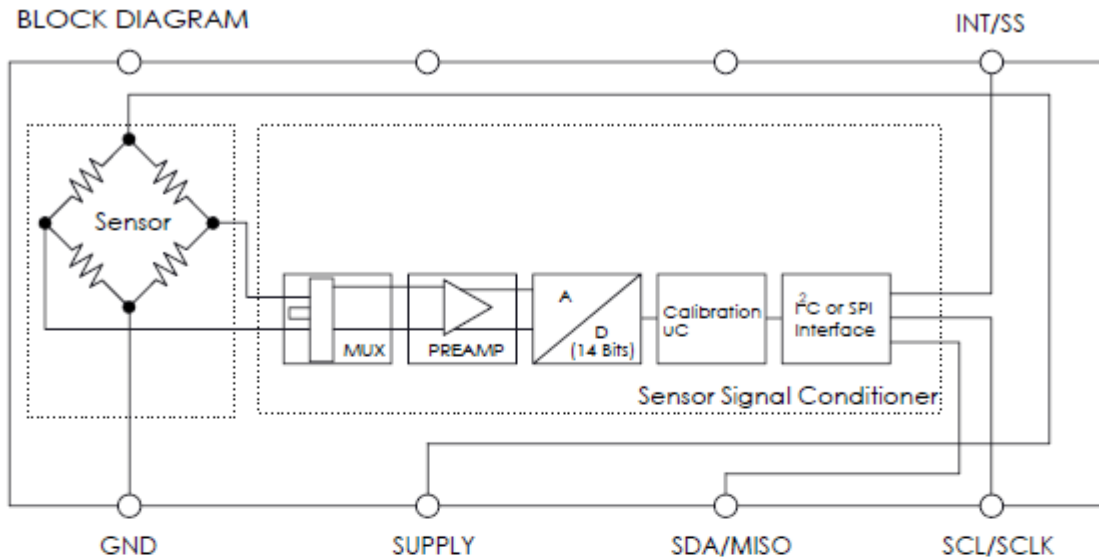 BLOCK DIAGRAM
INT/SS
Sensor
MUX
PREAMP
A
D
(14 Bits)
Calibration
uC
I²C or SPI
Interface
Sensor Signal Conditioner
GND
SUPPLY
SDA/MISO
SCL/SCLK